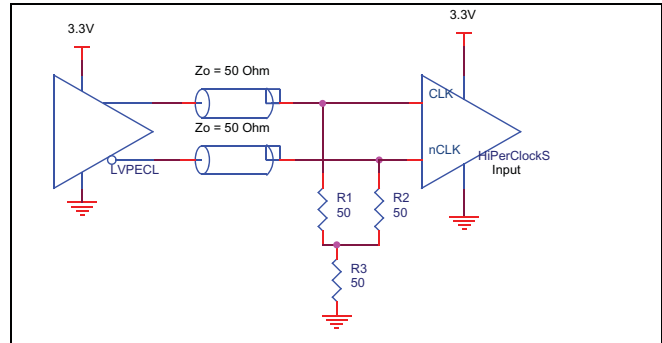 3.3V
3.3V
Zo = 50 Ohm
CLK
Zo = 50 Ohm
nCLK
HiPerClockS
LVPECL
Input
R1
50
R2
50
R3
50